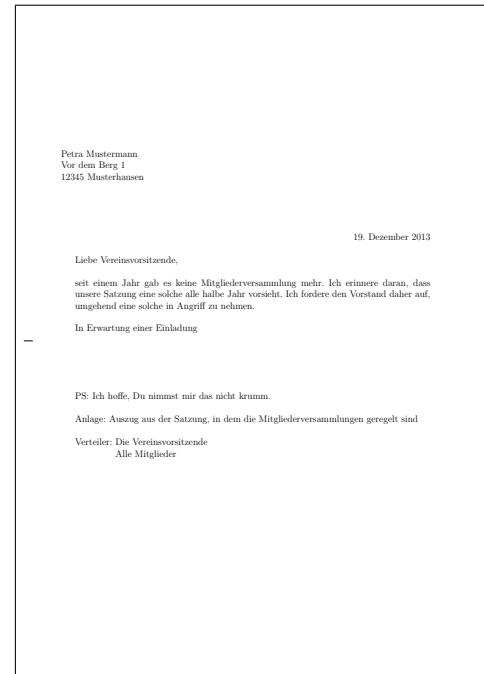 Petra Mustermann
Vor dem Berg 1
12345 Musterhausen
19. Dezember 2013
Liebe Vereinsvorsitzende,
seit einem Jahr gab es keine Mitgliederversammlung mehr. Ich erinnere daran, dass
unsere Satzung eine solche alle halbe Jahr vorsieht. Ich fordere den Vorstand daher auf,
umgehend eine solche in Angriff zu nehmen.
In Erwartung einer Einladung
PS: Ich hoffe, Du nimmst mir das nicht krumm.
Anlage: Auszug aus der Satzung, in dem die Mitgliederversammlungen geregelt sind
Verteiler: Die Vereinsvorsitzende
Alle Mitglieder